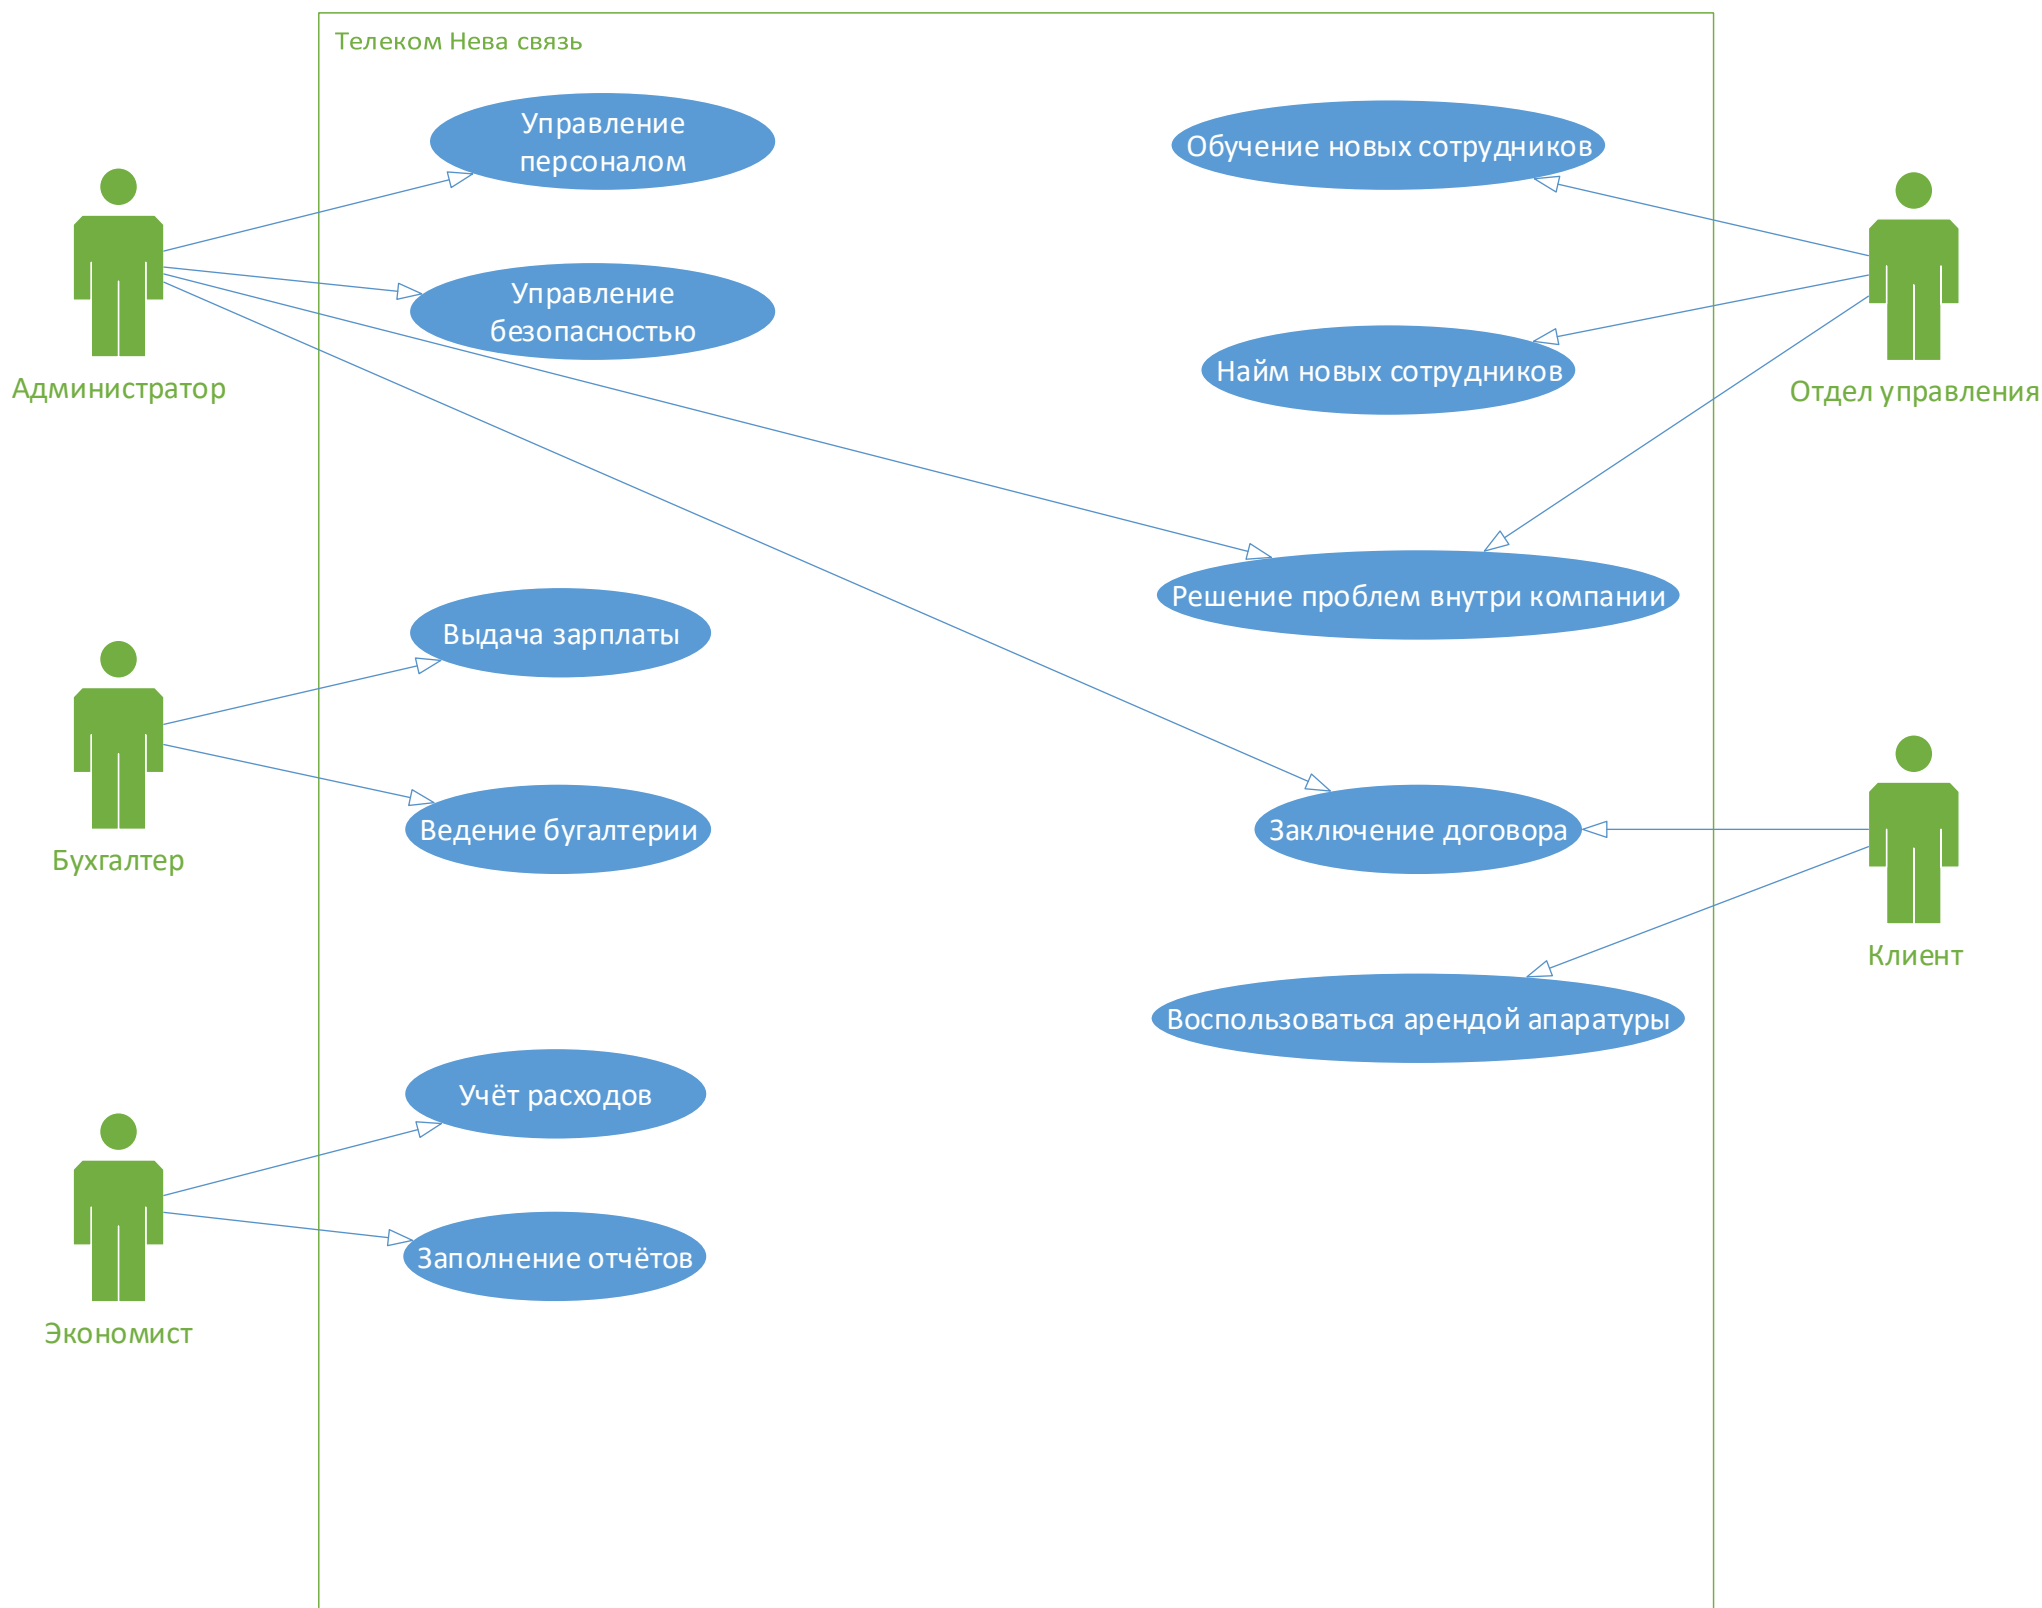 Телеком Нева связь
Управление
персоналом
Обучение новых сотрудников
Управление
безопасностью
Найм новых сотрудников
Администратор
Отдел управления
Решение проблем внутри компании
Выдача зарплаты
Ведение бугалтерии
Заключение договора
Бухгалтер
Клиент
Воспользоваться арендой апаратуры
Учёт расходов
Заполнение отчётов
Экономист